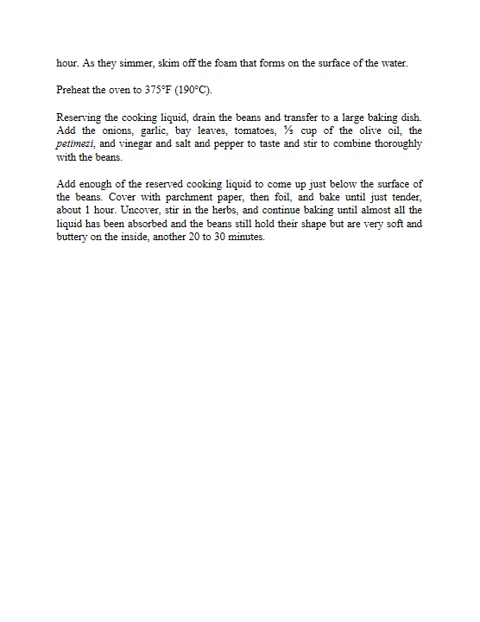 hour. As they simmer, skim off the foam that forms on the surface of the water.
Preheat the oven to 375°F (190°C).
Reserving the cooking liquid, drain the beans and transfer to a large baking dish.
Add the onions, garlic, bay leaves, tomatoes, ⅓ cup of the olive oil, the
petimezi, and vinegar and salt and pepper to taste and stir to combine thoroughly
with the beans.
Add enough of the reserved cooking liquid to come up just below the surface of
the beans. Cover with parchment paper, then foil, and bake until just tender,
about 1 hour. Uncover, stir in the herbs, and continue baking until almost all the
liquid has been absorbed and the beans still hold their shape but are very soft and
buttery on the inside, another 20 to 30 minutes.